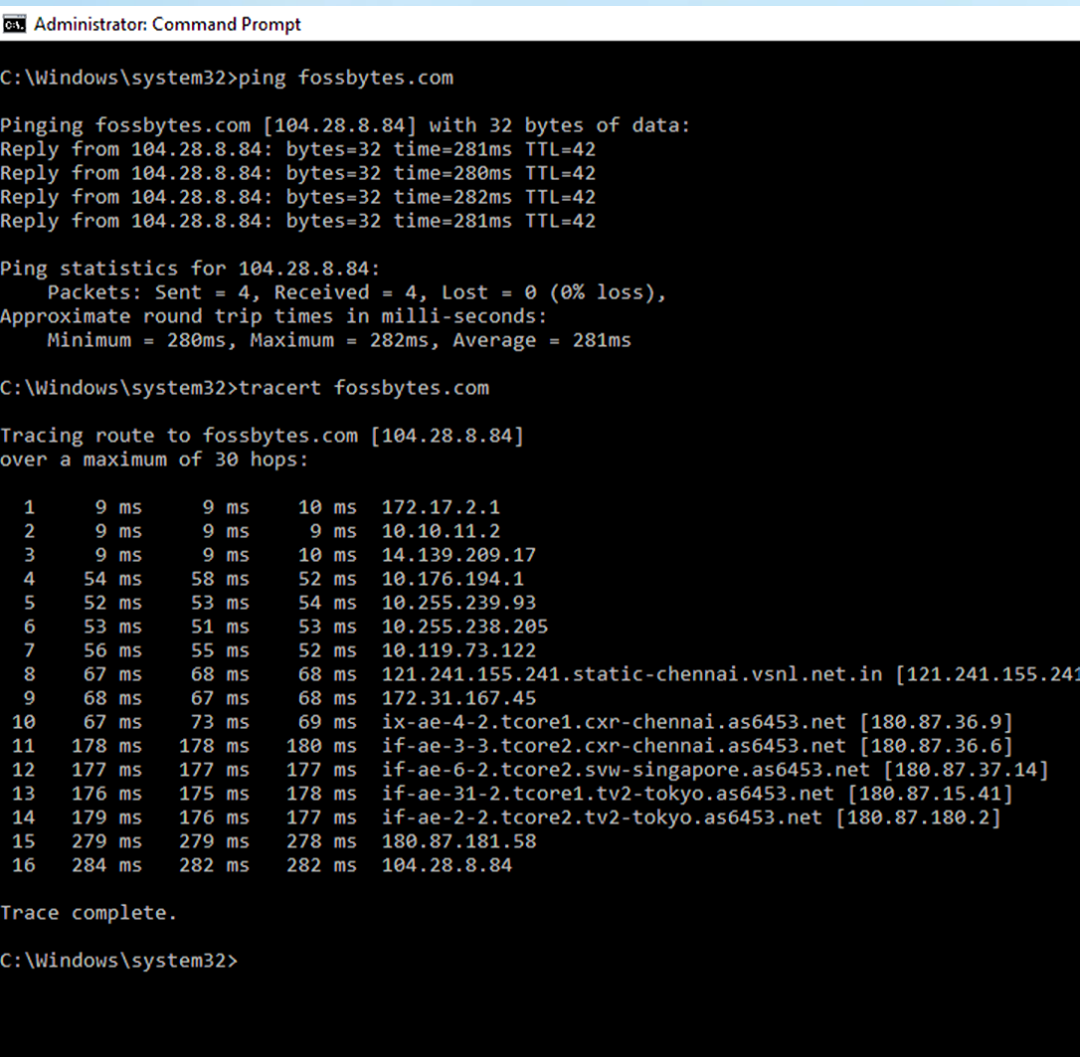 Administrator: Command Prompt
C:\Windows\system32>ping fossbytes.com
Pinging fossbytes.com [104.28.8.84] with 32 bytes of data:
Reply from 104.28.8.84: bytes=32 time=281ms TTL=42
Reply from 104.28.8.84: bytes=32 time=280ms TTL=42
Reply from 104.28.8.84: bytes=32 time=282ms TTL=42
Reply from 104.28.8.84: bytes=32 time=281ms TTL=42
Ping statistics for 104.28.8.84:
    Packets: Sent = 4, Received = 4, Lost = 0 (0% loss),
Approximate round trip times in milli-seconds:
    Minimum = 280ms, Maximum = 282ms, Average = 281ms
C:\Windows\system32>tracert fossbytes.com
Tracing route to fossbytes.com [104.28.8.84]
over a maximum of 30 hops:
  1     9 ms     9 ms    10 ms  172.17.2.1
  2     9 ms     9 ms     9 ms  10.10.11.2
  3     9 ms     9 ms    10 ms  14.139.209.17
  4    54 ms    58 ms    52 ms  10.176.194.1
  5    52 ms    53 ms    54 ms  10.255.239.93
  6    53 ms    51 ms    53 ms  10.255.238.205
  7    56 ms    55 ms    52 ms  10.119.73.122
  8    67 ms    68 ms    68 ms  121.241.155.241.static-chennai.vsnl.net.in [121.241.155.241
  9    68 ms    67 ms    68 ms  172.31.167.45
 10    67 ms    73 ms    69 ms  ix-ae-4-2.tcore1.cxr-chennai.as6453.net [180.87.36.9]
 11   178 ms   178 ms   180 ms  if-ae-3-3.tcore2.cxr-chennai.as6453.net [180.87.36.6]
 12   177 ms   177 ms   177 ms  if-ae-6-2.tcore2.svw-singapore.as6453.net [180.87.37.14]
 13   176 ms   175 ms   178 ms  if-ae-31-2.tcore1.tv2-tokyo.as6453.net [180.87.15.41]
 14   179 ms   176 ms   177 ms  if-ae-2-2.tcore2.tv2-tokyo.as6453.net [180.87.180.2]
 15   279 ms   279 ms   278 ms  180.87.181.58
 16   284 ms   282 ms   282 ms  104.28.8.84
Trace complete.
C:\Windows\system32>